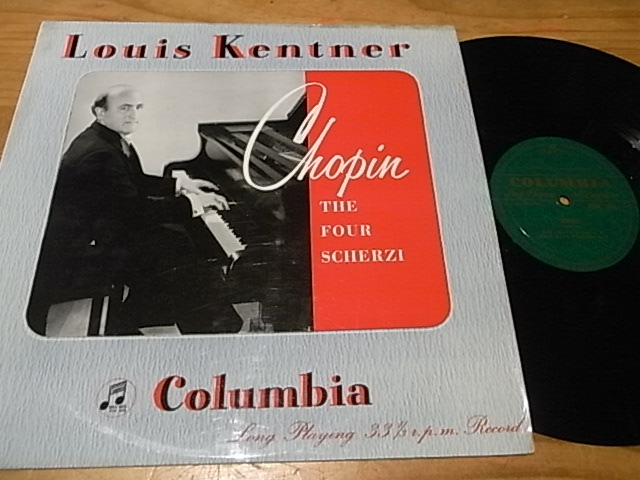 Louis Kentner
Chopin
THE
FOUR
SCHERZI
Columbia
Long Playing 33⅓ r.p.m. Record
COLUMBIA